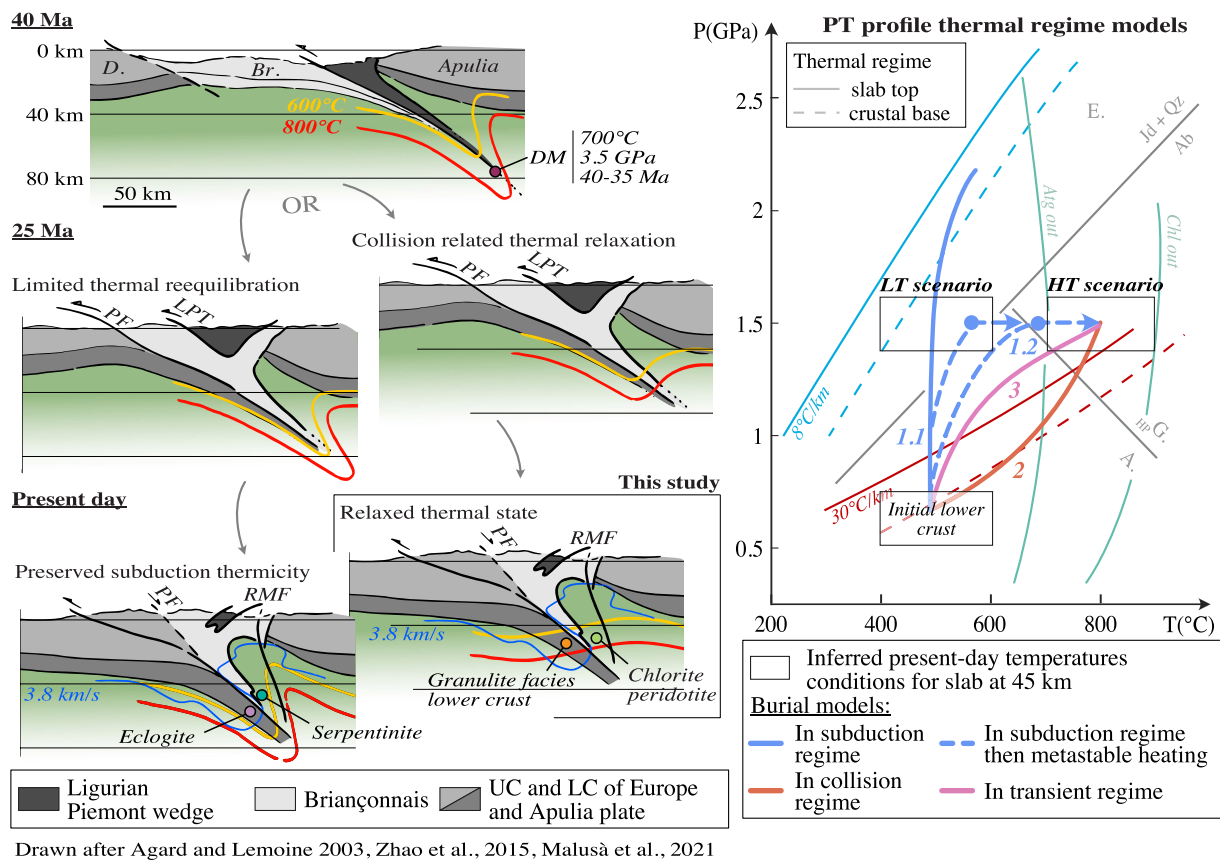 40 Ma
0 km
40 km
80 km
D.
Br.
Apulia
600°C
800°C
DM
700°C
3.5 GPa
40-35 Ma
50 km
OR
25 Ma
Limited thermal reequilibration
PF
LPT
Collision related thermal relaxation
PF
LPT
Present day
Preserved subduction thermicity
PF
RMF
3.8 km/s
Eclogite
Serpentinite
This study
Relaxed thermal state
PF
RMF
3.8 km/s
Granulite facies
lower crust
Chlorite
peridotite
Ligurian
Piemont wedge
Briançonnais
UC and LC of Europe
and Apulia plate
Drawn after Agard and Lemoine 2003, Zhao et al., 2015, Malusà et al., 2021
PT profile thermal regime models
P(GPa)
Thermal regime
slab top
crustal base
2.5
2
1.5
1
0.5
E.
Jd + Qz
Ab
Atg out
Chl out
LT scenario
HT scenario
1.2
3
1.1
2
8°C/km
30°C/km
HP G.
A.
Initial lower
crust
200
400
600
800
T(°C)
Inferred present-day temperatures
conditions for slab at 45 km
Burial models:
In subduction
regime
In subduction regime
then metastable heating
In collision
regime
In transient regime